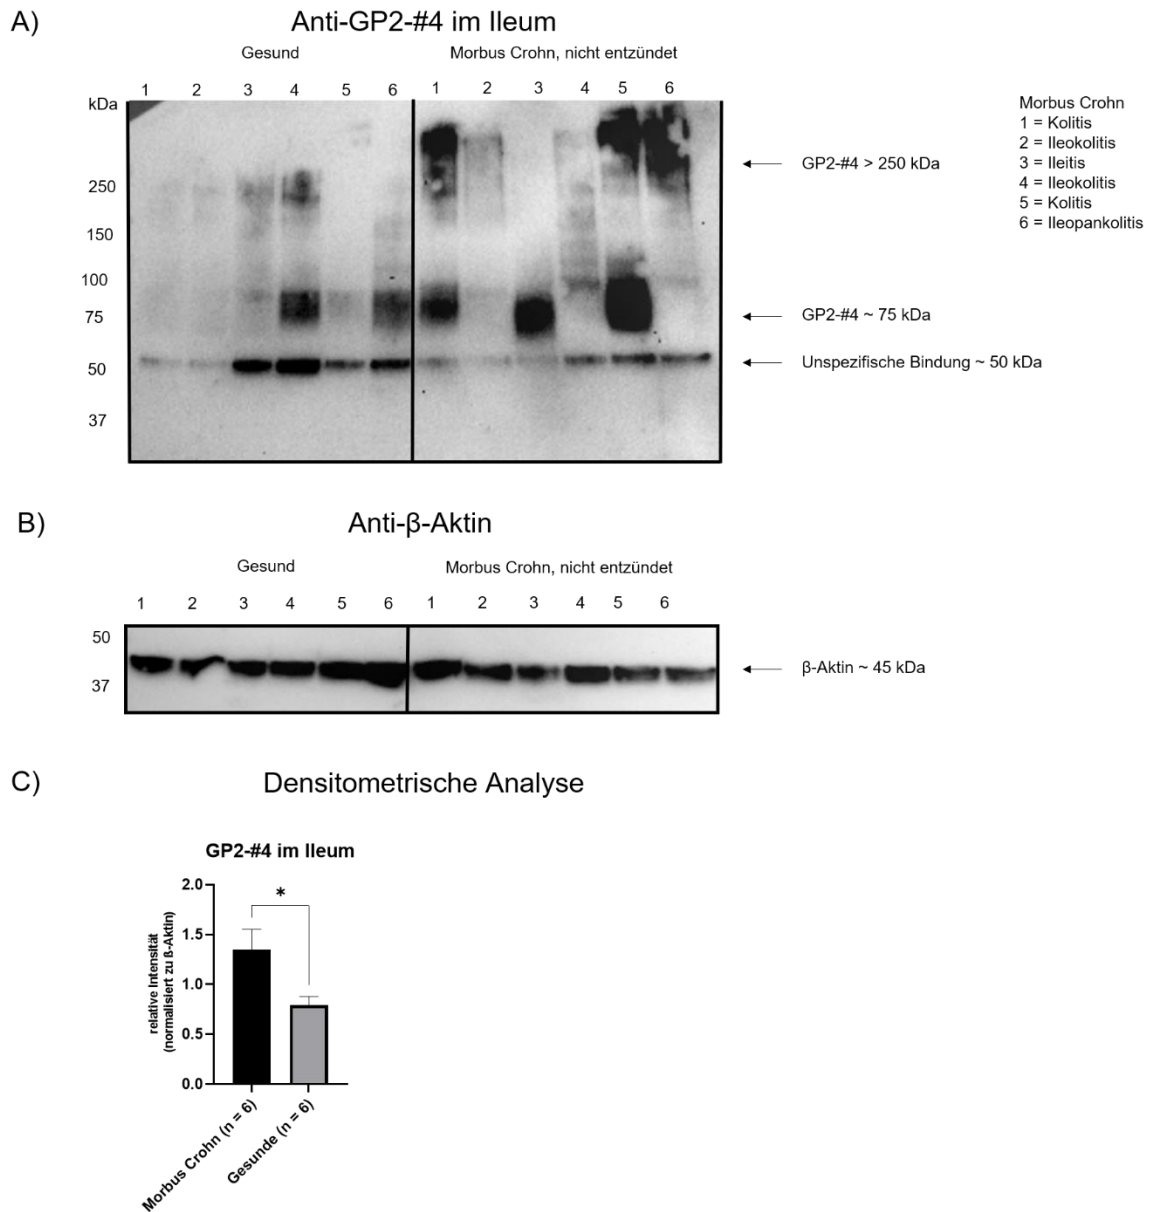 A)
Anti-GP2-#4 im Ileum
Gesund
Morbus Crohn, nicht entzündet
1 2 3 4 5 6 1 2 3 4 5 6
kDa
250
150
100
75
50
37
GP2-#4 > 250 kDa
GP2-#4 ~ 75 kDa
Unspezifische Bindung ~ 50 kDa
Morbus Crohn
1 = Kolitis
2 = Ileokolitis
3 = Ileitis
4 = Ileokolitis
5 = Kolitis
6 = Ileopankolitis
B)
Anti-β-Aktin
Gesund
Morbus Crohn, nicht entzündet
1 2 3 4 5 6 1 2 3 4 5 6
50
37
β-Aktin ~ 45 kDa
C)
Densitometrische Analyse
GP2-#4 im Ileum
relative Intensität
(normalisiert zu ß-Aktin)
2.0
1.5
1.0
0.5
0.0
*
Morbus Crohn (n = 6)
Gesunde (n = 6)